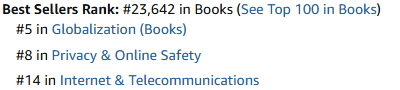 Best Sellers Rank: #23,642 in Books (See Top 100 in Books)
#5 in Globalization (Books)
#8 in Privacy & Online Safety
#14 in Internet & Telecommunications